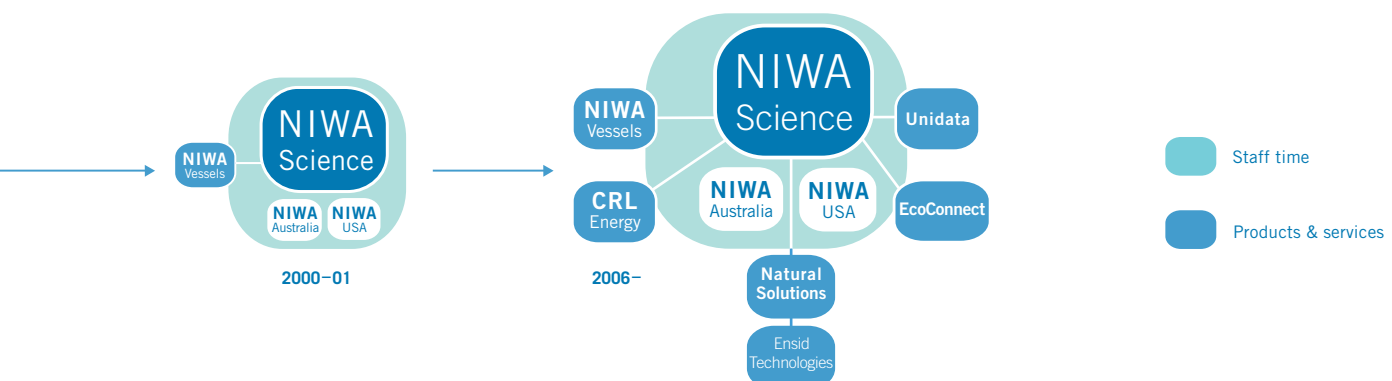 NIWA
Science
NIWA
Vessels
NIWA
Australia
NIWA
USA
2000–01
NIWA
Science
NIWA
Vessels
Unidata
CRL
Energy
NIWA
Australia
NIWA
USA
EcoConnect
2006–
Natural
Solutions
Ensid
Technologies
Staff time
Products & services